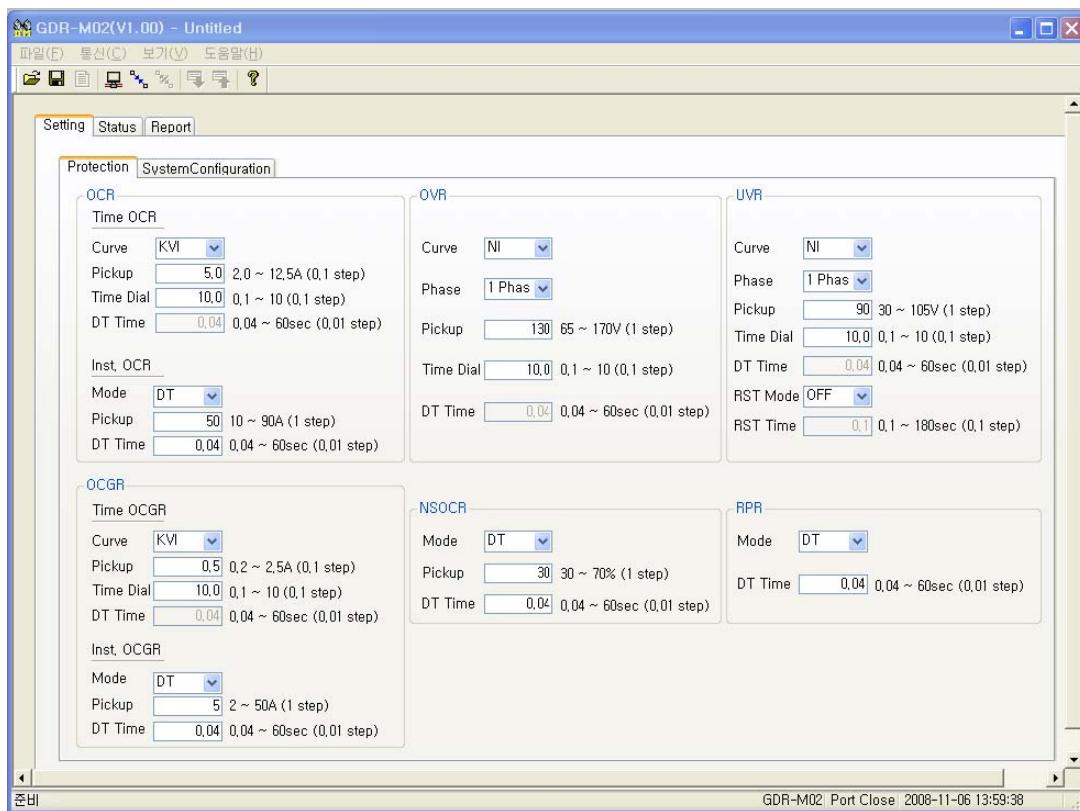 GDR-M02(V1.00) - Untitled
파일(F) 통신(C) 보기(V) 도움말(H)
Setting Status Report
Protection SystemConfiguration
OCR
Time OCR
Curve KVI
Pickup 5,0 2,0 ~ 12,5A (0,1 step)
Time Dial 10,0 0,1 ~ 10 (0,1 step)
DT Time 0,04 0,04 ~ 60sec (0,01 step)
Inst, OCR
Mode DT
Pickup 50 10 ~ 90A (1 step)
DT Time 0,04 0,04 ~ 60sec (0,01 step)
OVR
Curve NI
Phase 1 Phas
Pickup 130 65 ~ 170V (1 step)
Time Dial 10,0 0,1 ~ 10 (0,1 step)
DT Time 0,04 0,04 ~ 60sec (0,01 step)
UVR
Curve NI
Phase 1 Phas
Pickup 90 30 ~ 105V (1 step)
Time Dial 10,0 0,1 ~ 10 (0,1 step)
DT Time 0,04 0,04 ~ 60sec (0,01 step)
RST Mode OFF
RST Time 0,1 0,1 ~ 180sec (0,1 step)
OCGR
Time OCGR
Curve KVI
Pickup 0,5 0,2 ~ 2,5A (0,1 step)
Time Dial 10,0 0,1 ~ 10 (0,1 step)
DT Time 0,04 0,04 ~ 60sec (0,01 step)
Inst, OCGR
Mode DT
Pickup 5 2 ~ 50A (1 step)
DT Time 0,04 0,04 ~ 60sec (0,01 step)
NSOCR
Mode DT
Pickup 30 30 ~ 70% (1 step)
DT Time 0,04 0,04 ~ 60sec (0,01 step)
RPR
Mode DT
DT Time 0,04 0,04 ~ 60sec (0,01 step)
준비 GDR-M02 Port Close 2008-11-06 13:59:38